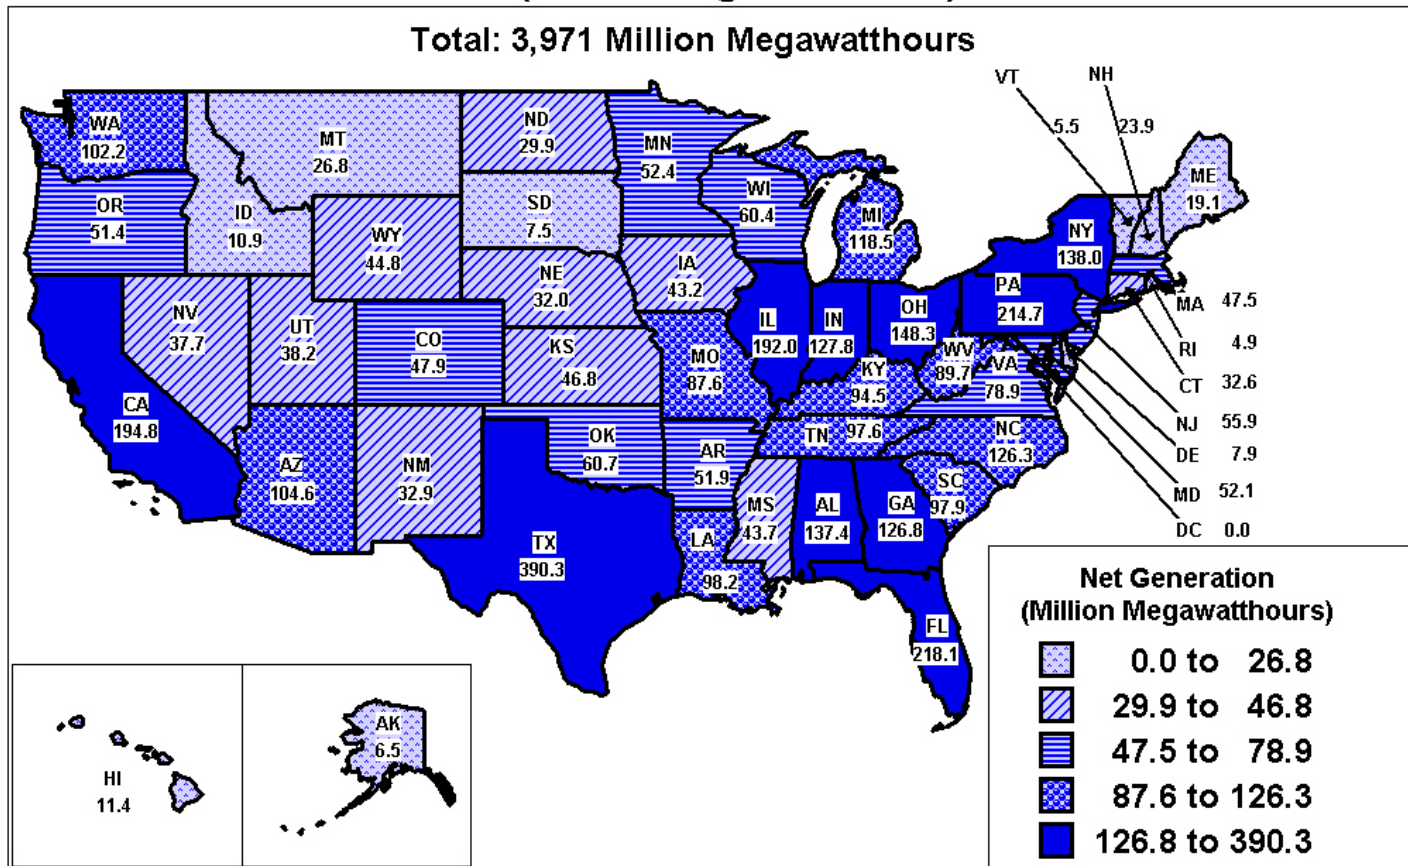 Total: 3,971 Million Megawatthours
VT
NH
5.5
23.9
WA
102.2
MT
26.8
ND
29.9
MN
52.4
ME
19.1
OR
51.4
ID
10.9
SD
7.5
WI
60.4
MI
118.5
NY
138.0
WY
44.8
NE
32.0
IA
43.2
PA
214.7
MA 47.5
NV
37.7
UT
38.2
CO
47.9
KS
46.8
MO
87.6
IL
192.0
IN
127.8
OH
148.3
WV
89.7
VA
78.9
RI 4.9
CT 32.6
KY
94.5
NJ 55.9
CA
194.8
DE 7.9
AZ
104.6
NM
32.9
OK
60.7
AR
51.9
TN 97.6
NC
126.3
MD 52.1
SC
97.9
DC 0.0
TX
390.3
LA
98.2
MS
43.7
AL
137.4
GA
126.8
FL
218.1
HI
11.4
AK
6.5
Net Generation
(Million Megawatthours)
0.0 to 26.8
29.9 to 46.8
47.5 to 78.9
87.6 to 126.3
126.8 to 390.3